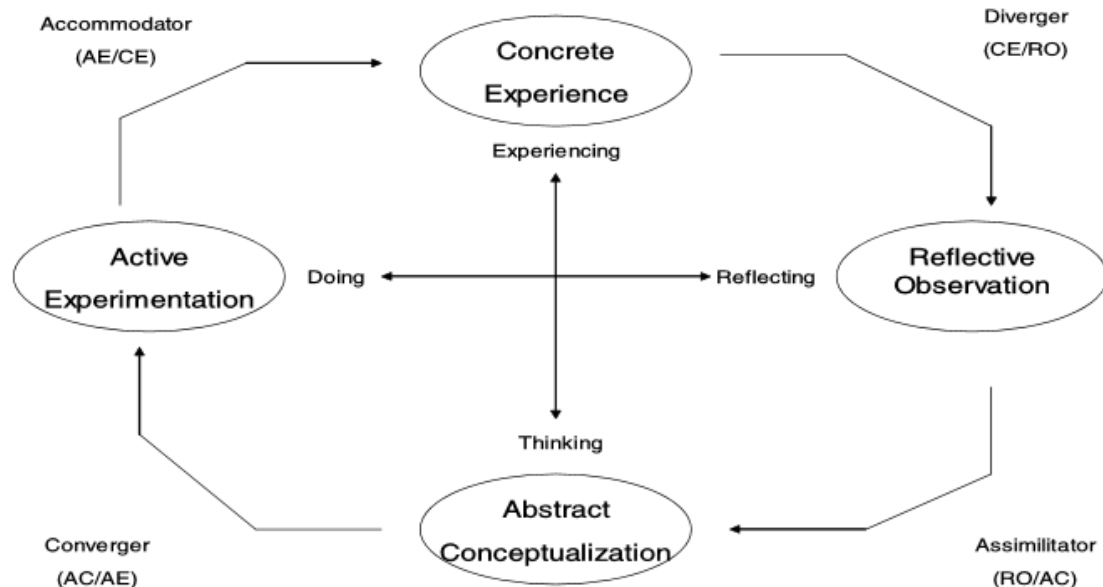 Accommodator
(AE/CE)
Concrete
Experience
Diverger
(CE/RO)
Experiencing
Active
Experimentation
Doing
Reflecting
Reflective
Observation
Thinking
Abstract
Conceptualization
Converger
(AC/AE)
Assimilitator
(RO/AC)